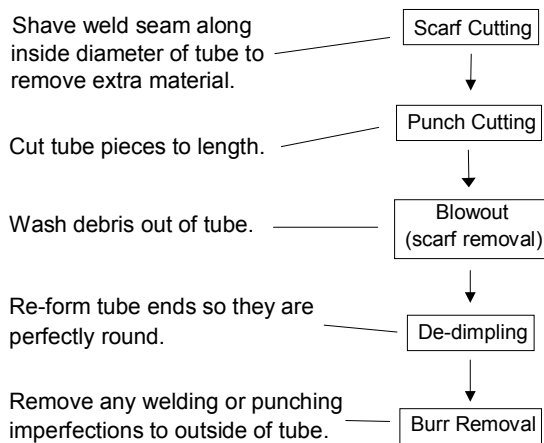 Shave weld seam along
inside diameter of tube to
remove extra material.
Scarf Cutting
Cut tube pieces to length.
Punch Cutting
Wash debris out of tube.
Blowout
(scarf removal)
Re-form tube ends so they are
perfectly round.
De-dimpling
Remove any welding or punching
imperfections to outside of tube.
Burr Removal